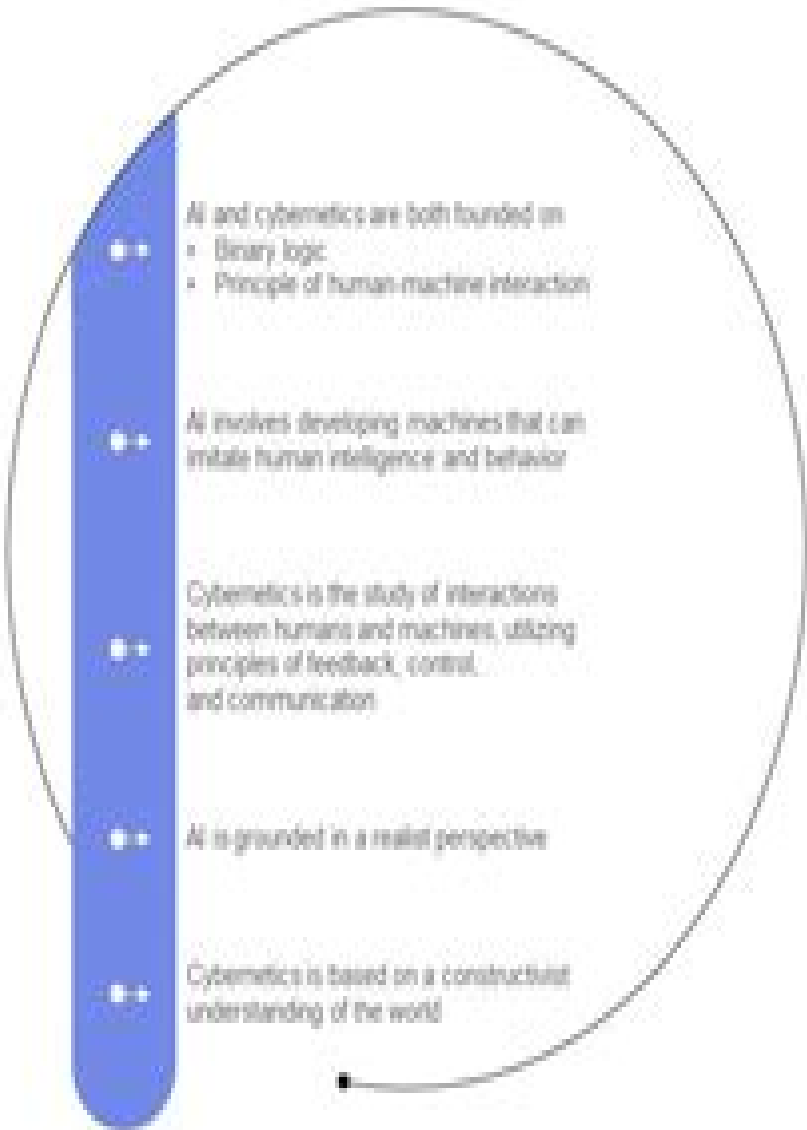 AI and cybernetics are both founded on
• Binary logic
• Principle of human-machine interaction
AI involves developing machines that can
imitate human intelligence and behavior
Cybernetics is the study of interactions
between humans and machines, utilizing
principles of feedback, control,
and communication
AI is grounded in a realist perspective
Cybernetics is based on a constructivist
understanding of the world